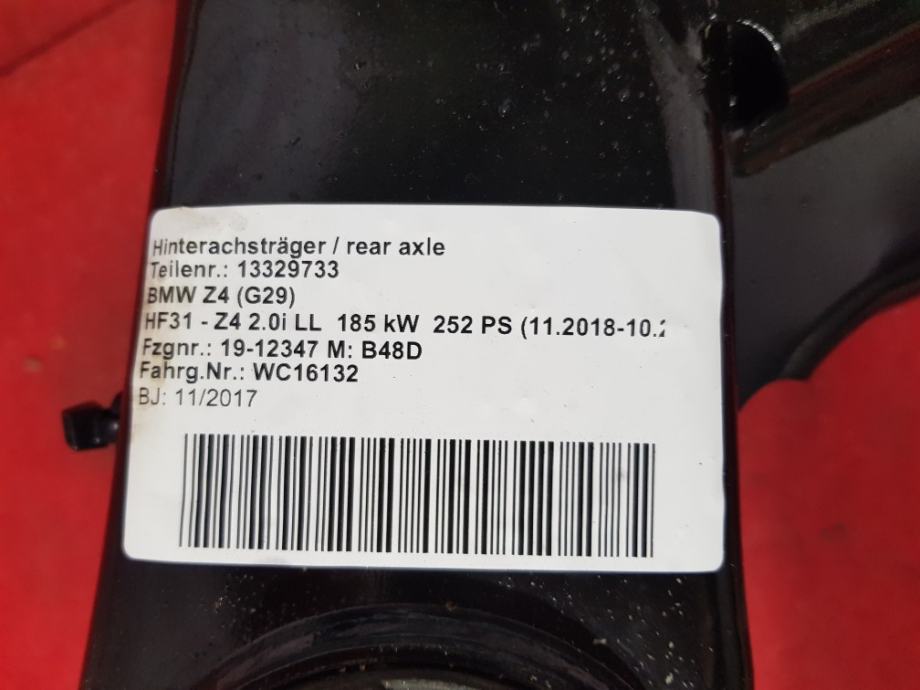 Hinterachsträger / rear axle
Teilenr.: 13329733
BMW Z4 (G29)
HF31 - Z4 2.0i LL 185 kW 252 PS (11.2018-10.2
Fzgnr.: 19-12347 M: B48D
Fahrg.Nr.: WC16132
BJ: 11/2017